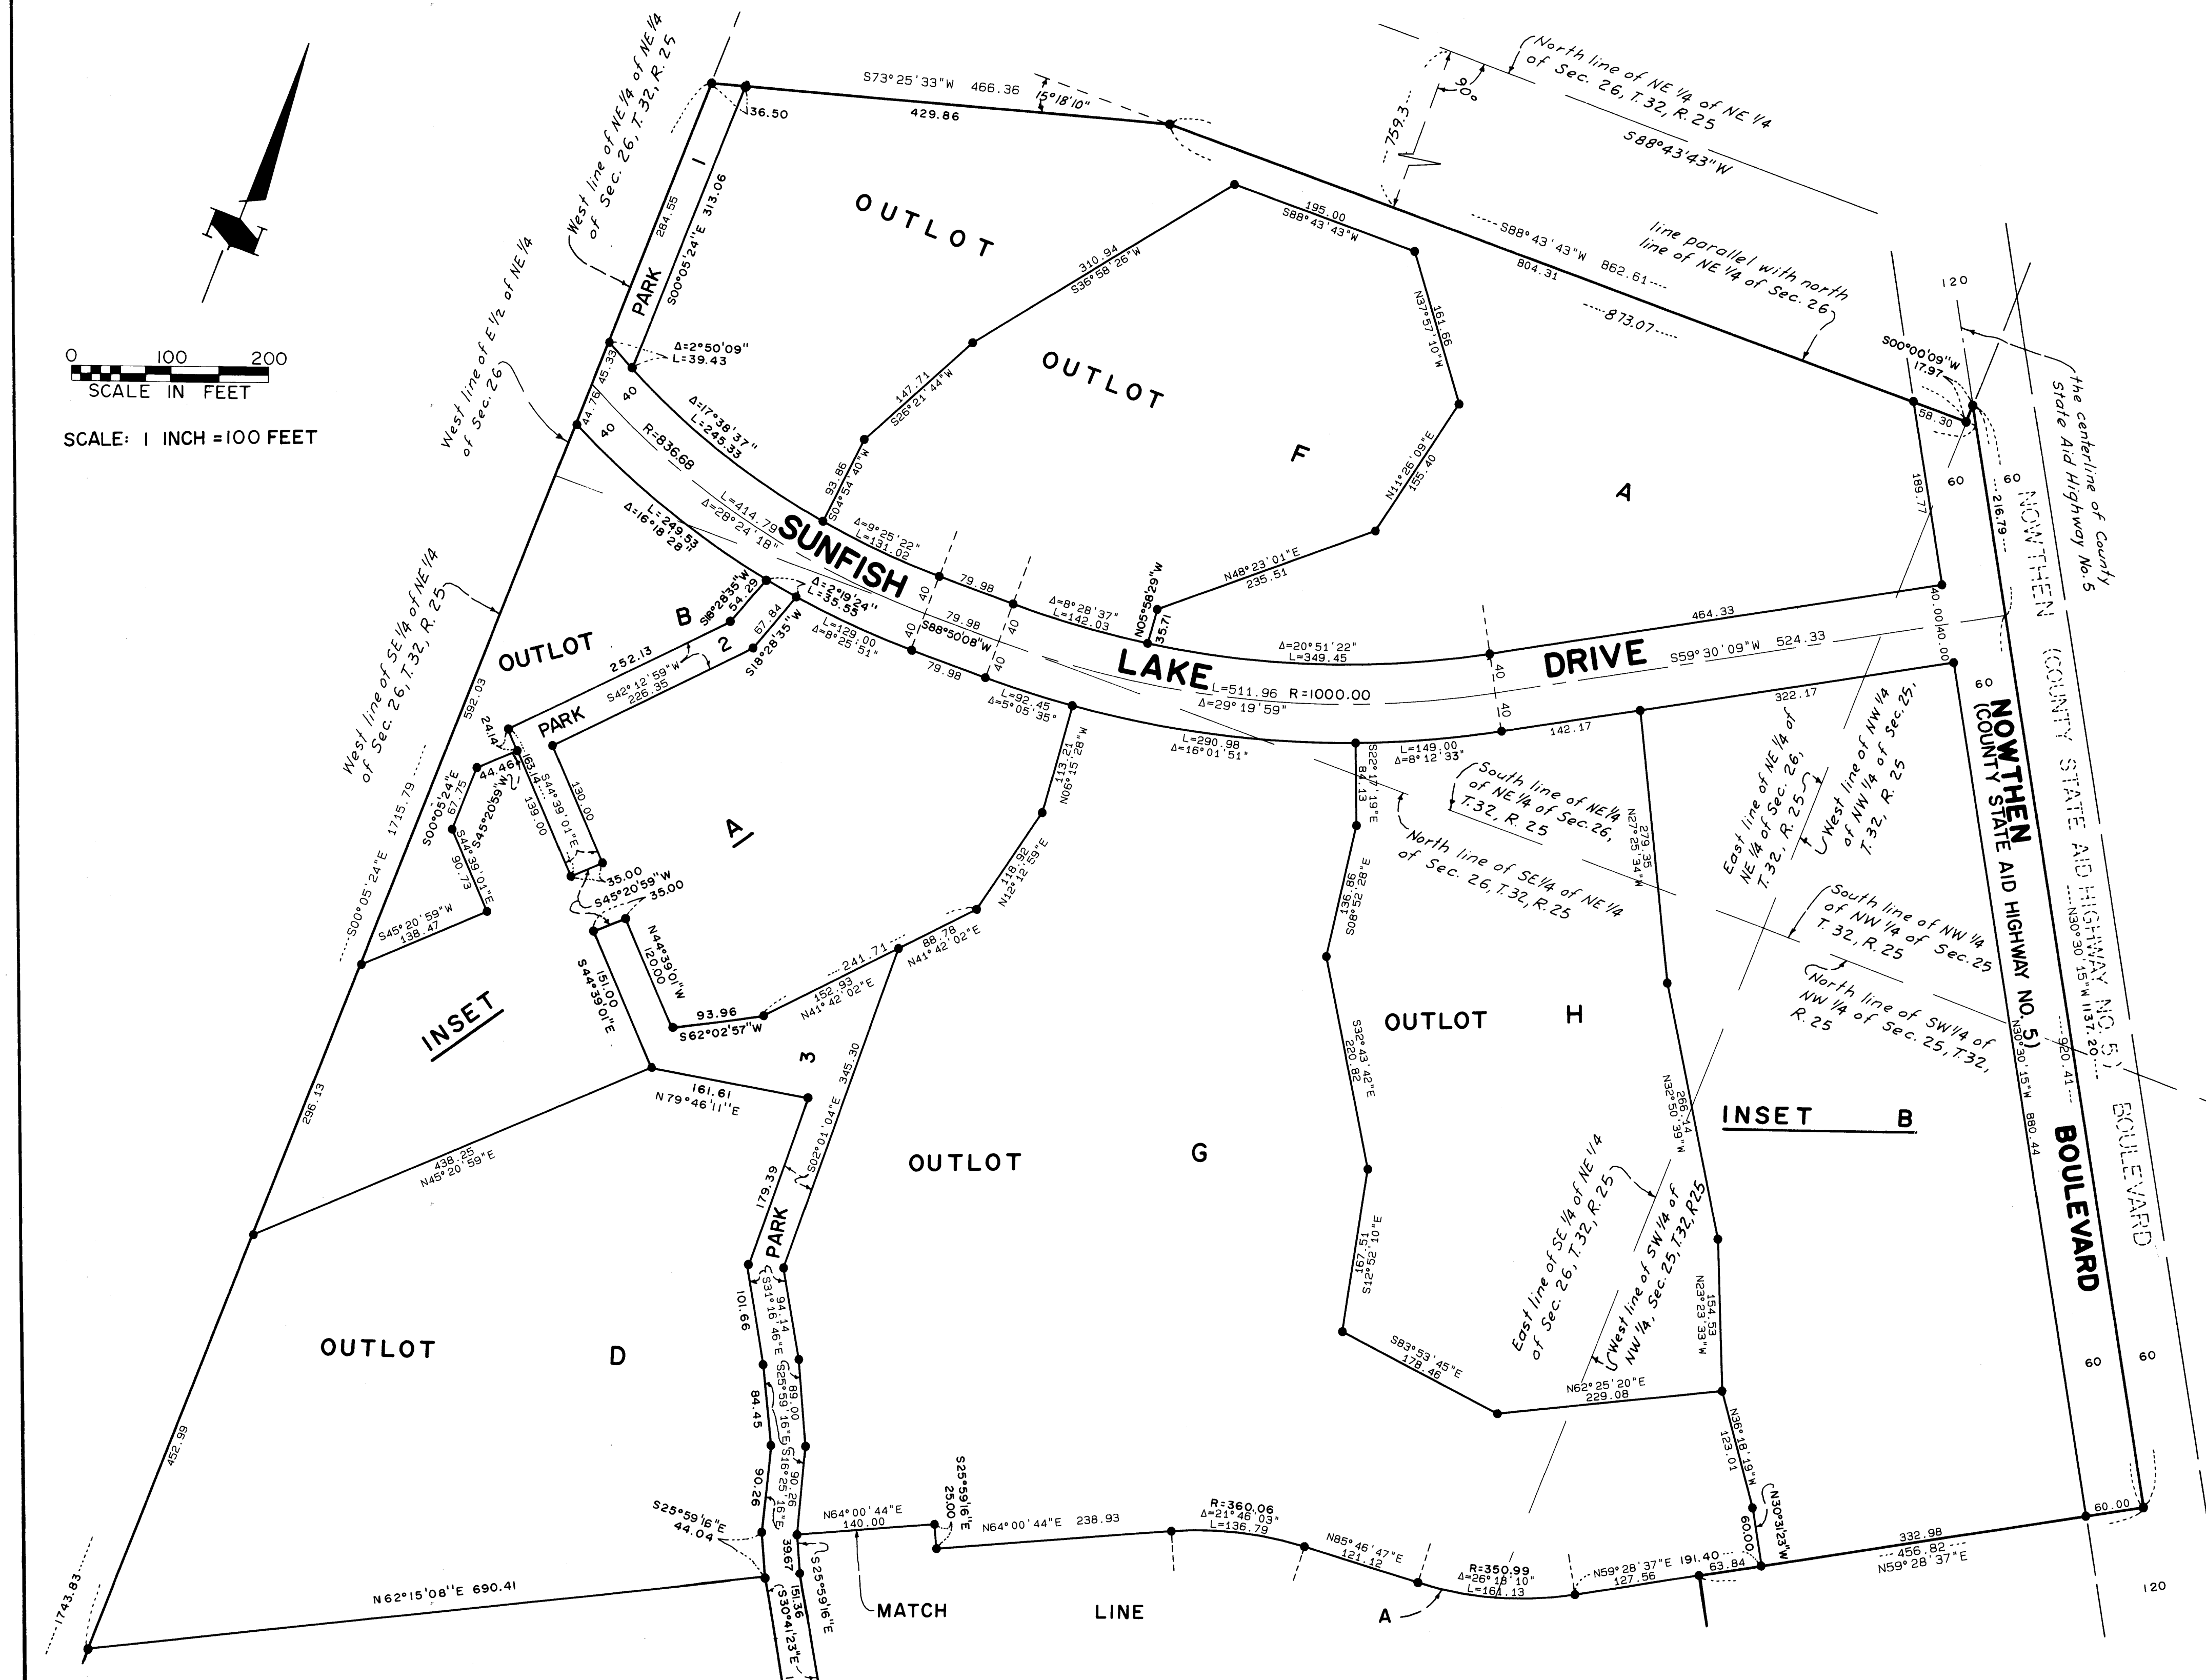 West line of NE 1/4 of NE 1/4
of Sec. 26, T. 32, R. 25
North line of NE 1/4 of NE 1/4
of Sec. 26, T. 32, R. 25
S88°43'43"W
759.3
90°
S73°25'33"W 466.36
15°18'10"
36.50
429.86
PARK 1
284.55
S00°05'24"E 313.06
OUTLOT
A
195.00
S88°43'43"W
S88°43'43"W 862.61
804.31
873.07
line parallel with north
line of NE 1/4 of Sec. 26
S00°00'09"W
17.97
58.30
120
the centerline of County
State Aid Highway No. 5
310.94
S36°58'26"W
161.66
N37°57'10"W
OUTLOT
F
147.71
S26°21'44"W
93.86
S04°54'40"W
N11°26'09"E
155.40
N48°23'01"E
235.51
N05°58'29"W
35.71
189.77
60
60
216.79
0 100 200
SCALE IN FEET
SCALE: 1 INCH = 100 FEET
West line of E 1/2 of NE 1/4
of Sec. 26
Δ=2°50'09"
L=39.43
45.33
44.76
40
40
Δ=17°38'37"
L=245.33
R=836.68
L=414.79
Δ=28°24'18"
L=249.53
Δ=16°18'28"
Δ=9°25'22"
L=131.02
79.98
40
40
40
40
79.98
S88°50'08"W
79.98
Δ=8°28'37"
L=142.03
Δ=20°51'22"
L=349.45
464.33
40.00
40.00
SUNFISH LAKE DRIVE
S59°30'09"W 524.33
L=511.96 R=1000.00
Δ=29°19'59"
40
40
Δ=2°19'24"
L=35.55
L=129.00
Δ=8°25'51"
L=92.45
Δ=5°05'35"
L=290.98
Δ=16°01'51"
L=149.00
Δ=8°12'33"
142.17
322.17
West line of SE 1/4 of NE 1/4
of Sec. 26, T. 32, R. 25
OUTLOT B
S18°28'35"W
54.29
67.84
S18°28'35"W
252.13
S42°12'59"W
226.35
PARK 2
592.03
24.14
163.14
139.00
S44°39'01"E
130.00
44.46
S45°20'59"W
S00°05'24"E
67.75
S44°39'01"E
90.73
S45°20'59"W
138.47
S00°05'24"E 1715.79
35.00
S45°20'59"W
35.00
INSET
A
151.00
S44°39'01"E
N44°39'01"W
120.00
93.96
S62°02'57"W
241.71
152.93
N41°42'02"E
88.78
N41°42'02"E
118.92
N12°12'59"E
113.21
N06°15'28"W
S22°17'19"E
84.13
136.86
S08°52'28"E
S32°43'42"E
220.82
167.51
S12°52'10"E
S83°53'45"E
178.46
N62°25'20"E
229.08
OUTLOT H
N27°25'34"W
279.35
266.14
N32°50'39"W
154.53
N23°23'33"W
N36°18'19"W
123.01
N30°31'23"W
60.00
South line of NE 1/4
of NE 1/4 of Sec. 26,
T. 32, R. 25
North line of SE 1/4 of NE 1/4
of Sec. 26, T. 32, R. 25
East line of NE 1/4 of
NE 1/4 of Sec. 26,
T. 32, R. 25
West line of NW 1/4
of NW 1/4 of Sec. 25,
T. 32, R. 25
South line of NW 1/4
of NW 1/4 of Sec. 25
T. 32, R. 25
North line of SW 1/4 of
NW 1/4 of Sec. 25, T. 32,
R. 25
East line of SE 1/4 of NE 1/4
of Sec. 26, T. 32, R. 25
West line of SW 1/4 of
NW 1/4, Sec. 25, T. 32, R25
60
NOWTHEN BOULEVARD
(COUNTY STATE AID HIGHWAY NO. 5)
NOWTHEN (COUNTY STATE AID HIGHWAY NO. 5) BOULEVARD
N30°30'15"W 880.44
920.41
N30°30'15"W 1137.20
INSET B
60
60
60.00
120
296.13
438.25
N45°20'59"E
161.61
N79°46'11"E
3
179.39
345.30
S02°01'04"E
PARK
OUTLOT G
OUTLOT D
452.99
101.66
S31°16'46"E
94.14
84.45
S25°59'16"E
89.00
90.26
S16°25'16"E
90.26
S25°59'16"E
44.04
39.67
S25°59'16"E
151.36
S30°41'23"E
N62°15'08"E 690.41
1743.83
N64°00'44"E
140.00
S25°59'16"E
25.00
N64°00'44"E 238.93
R=360.06
Δ=21°46'03"
L=136.79
N85°46'47"E
121.12
R=350.99
Δ=26°18'10"
L=161.13
N59°28'37"E 191.40
127.56
63.84
332.98
456.82
N59°28'37"E
MATCH LINE A